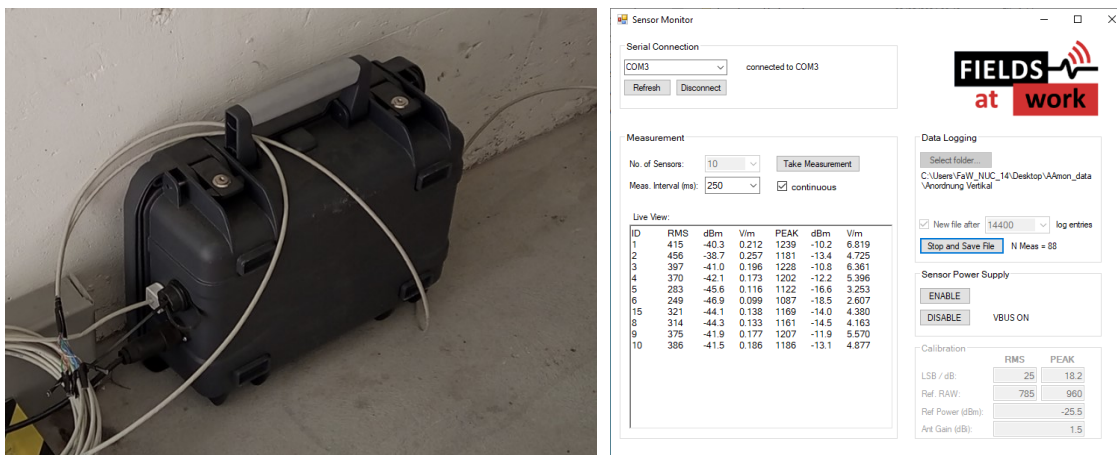 Sensor Monitor
Serial Connection
COM3 connected to COM3
Refresh Disconnect
FIELDS
at work
Measurement
No. of Sensors: 10 Take Measurement
Meas. Interval (ms): 250 continuous
Live View:
ID RMS dBm V/m PEAK dBm V/m
1 415 -40.3 0.212 1239 -10.2 6.819
2 456 -38.7 0.257 1181 -13.4 4.725
3 397 -41.0 0.196 1228 -10.8 6.361
4 370 -42.1 0.173 1202 -12.2 5.396
5 283 -45.6 0.116 1122 -16.6 3.253
6 249 -46.9 0.099 1087 -18.5 2.607
15 321 -44.1 0.138 1169 -14.0 4.380
8 314 -44.3 0.133 1161 -14.5 4.163
9 375 -41.9 0.177 1207 -11.9 5.570
10 386 -41.5 0.186 1186 -13.1 4.877
Data Logging
Select folder...
C:\Users\FaW_NUC_14\Desktop\AAmon_data
\Anordnung Vertikal
New file after 14400 log entries
Stop and Save File N Meas = 88
Sensor Power Supply
ENABLE
DISABLE VBUS ON
Calibration
RMS PEAK
LSB / dB: 25 18.2
Ref. RAW: 785 960
Ref Power (dBm): -25.5
Ant Gain (dBi): 1.5